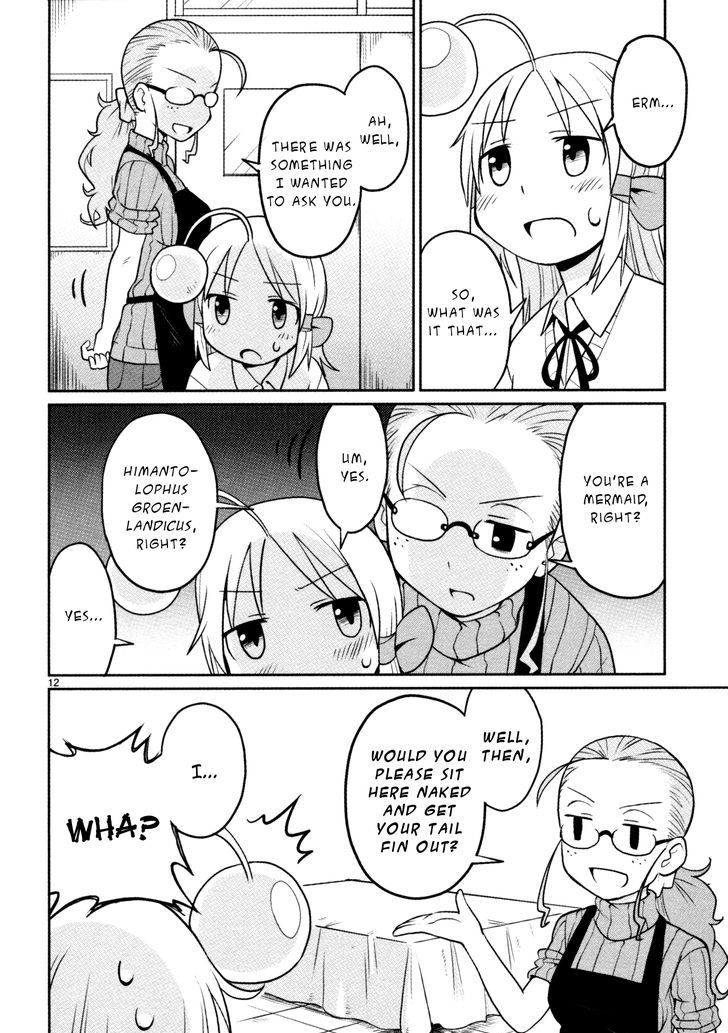 ERM...
SO,
WHAT WAS
IT THAT...
AH,
WELL,
THERE WAS
SOMETHING
I WANTED
TO ASK YOU.
YOU'RE A
MERMAID,
RIGHT?
UM,
YES.
HIMANTO-
LOPHUS
GROEN-
LANDICUS,
RIGHT?
YES...
12
WELL,
THEN,
WOULD YOU
PLEASE SIT
HERE NAKED
AND GET
YOUR TAIL
FIN OUT?
I...
WHA?